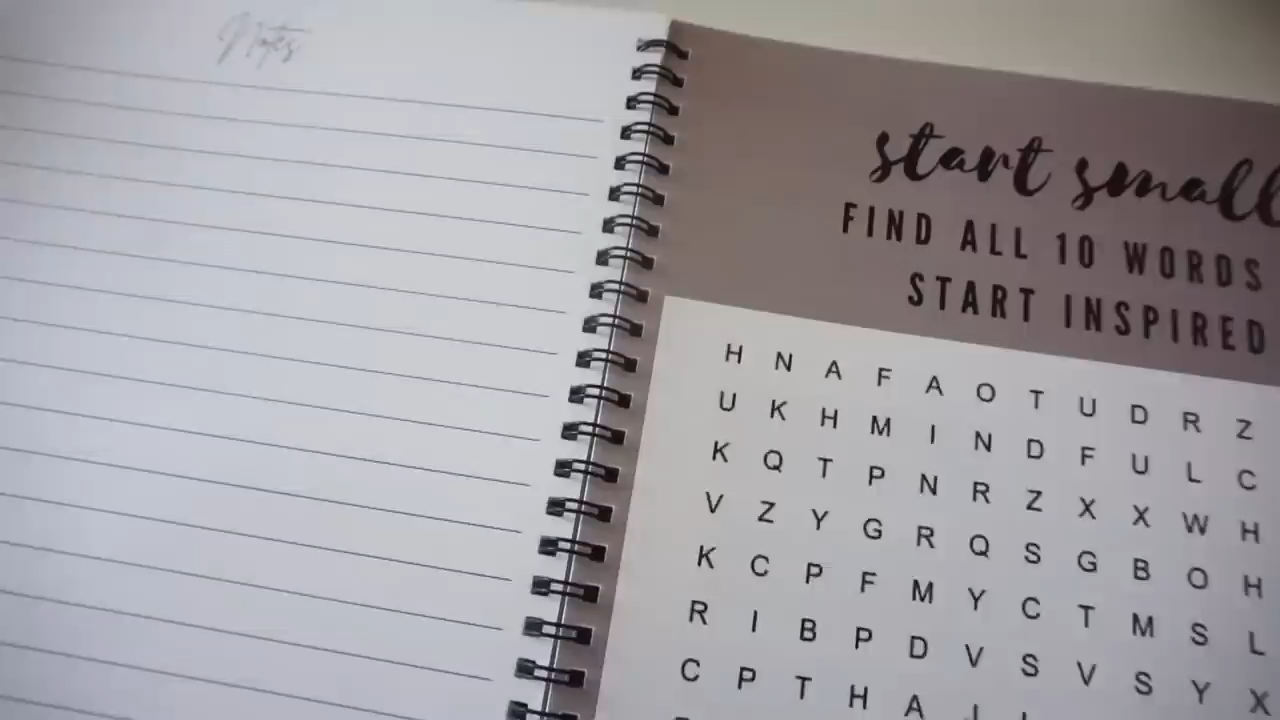 Notes
start small
FIND ALL 10 WORDS
START INSPIRED
H N A F A O T U D R Z
U K H M I N D F U L C
K Q T P N R Z X X W H
V Z Y G R Q S G B O H
K C P F M Y C T M S L
R I B P D V S V S Y X
C P T H A